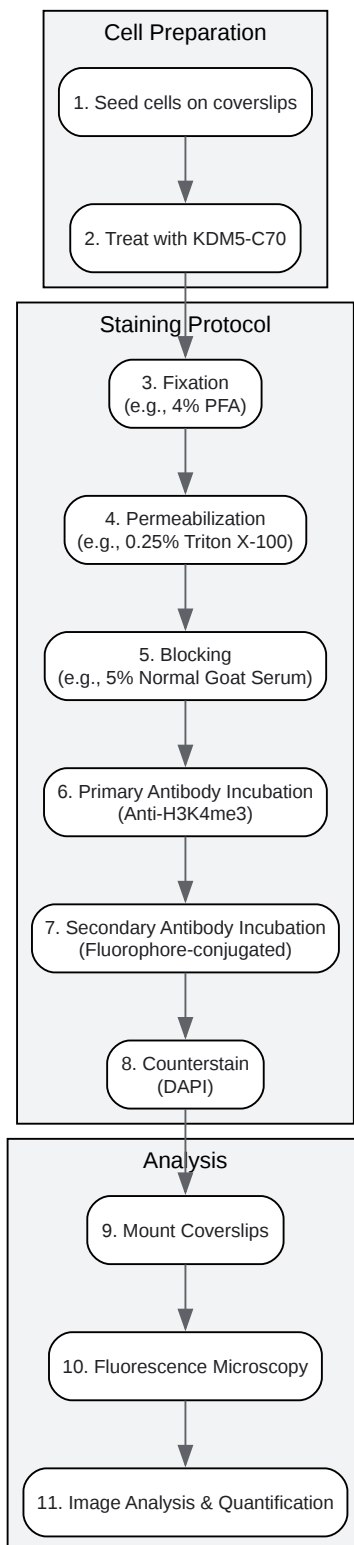 Cell Preparation
1. Seed cells on coverslips
2. Treat with KDM5-C70
Staining Protocol
3. Fixation
(e.g., 4% PFA)
4. Permeabilization
(e.g., 0.25% Triton X-100)
5. Blocking
(e.g., 5% Normal Goat Serum)
6. Primary Antibody Incubation
(Anti-H3K4me3)
7. Secondary Antibody Incubation
(Fluorophore-conjugated)
8. Counterstain
(DAPI)
Analysis
9. Mount Coverslips
10. Fluorescence Microscopy
11. Image Analysis & Quantification